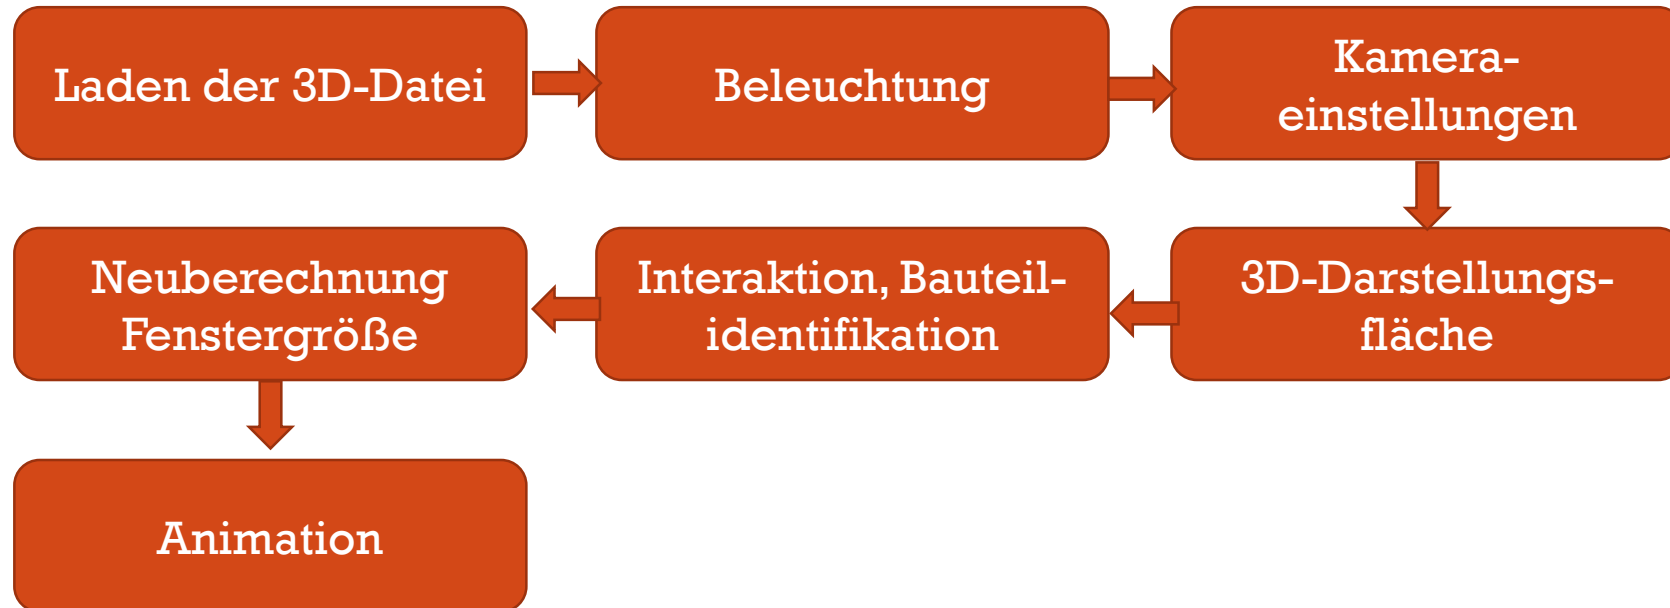 Laden der 3D-Datei
Beleuchtung
Kamera-
einstellungen
3D-Darstellungs-
fläche
Interaktion, Bauteil-
identifikation
Neuberechnung
Fenstergröße
Animation